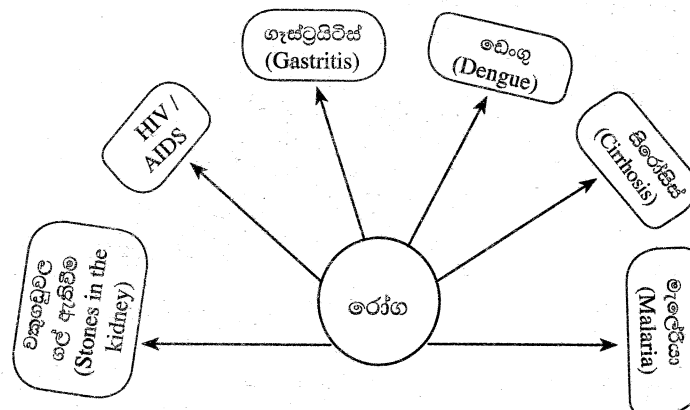 ගෑස්ට්‍රයිටිස්
(Gastritis)
ඩෙංගු
(Dengue)
HIV /
AIDS
සිරෝසිස්
(Cirrhosis)
වකුගඩුවල
ගල් ඇතිවීම
(Stones in the
kidney)
රෝග
මැලේරියා
(Malaria)